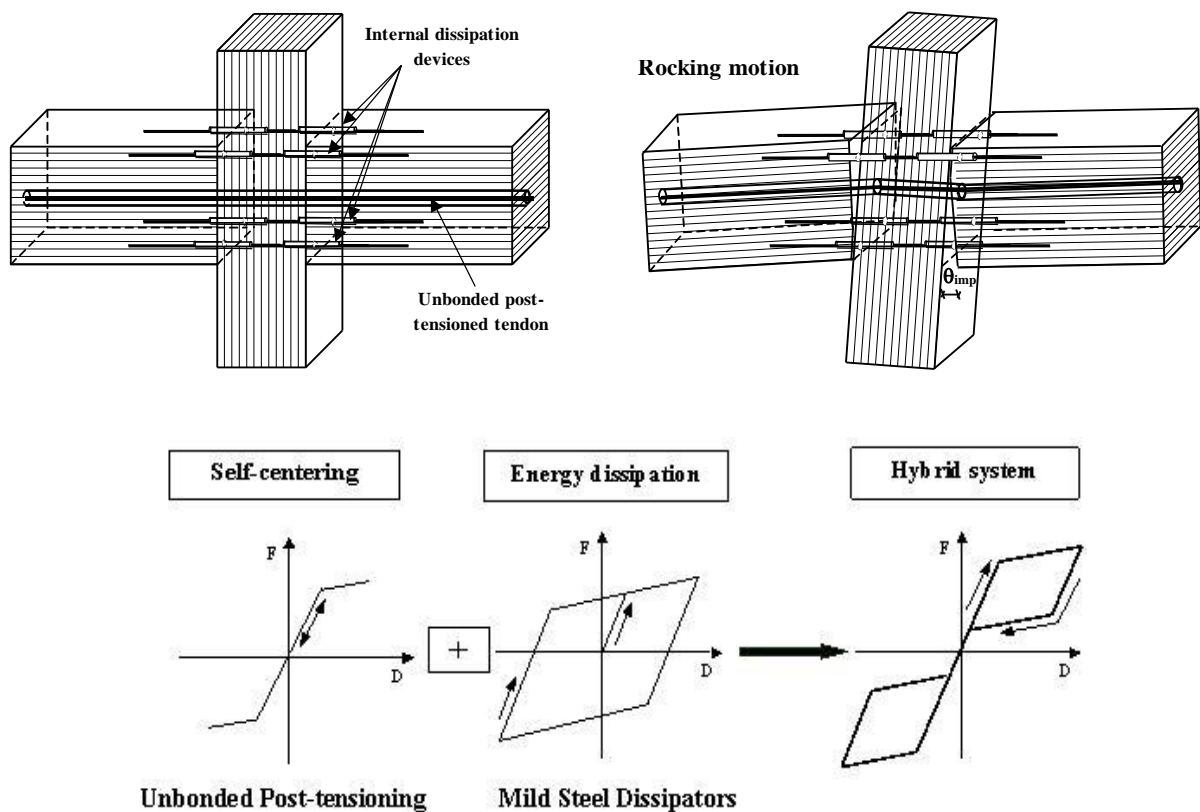 Internal dissipation
devices
Unbonded post-
tensioned tendon
Rocking motion
θimp
Self-centering
Energy dissipation
Hybrid system
F
D
+
F
D
F
D
Unbonded Post-tensioning
Mild Steel Dissipators